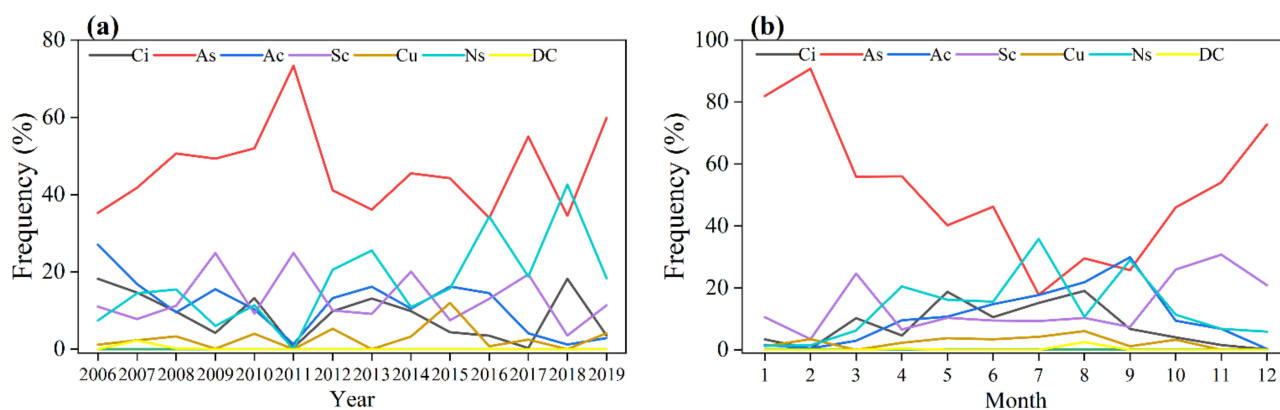 (a)
Ci As Ac Sc Cu Ns DC
80
60
40
20
0
Frequency (%)
2006 2007 2008 2009 2010 2011 2012 2013 2014 2015 2016 2017 2018 2019
Year
(b)
Ci As Ac Sc Cu Ns DC
100
80
60
40
20
0
Frequency (%)
1 2 3 4 5 6 7 8 9 10 11 12
Month